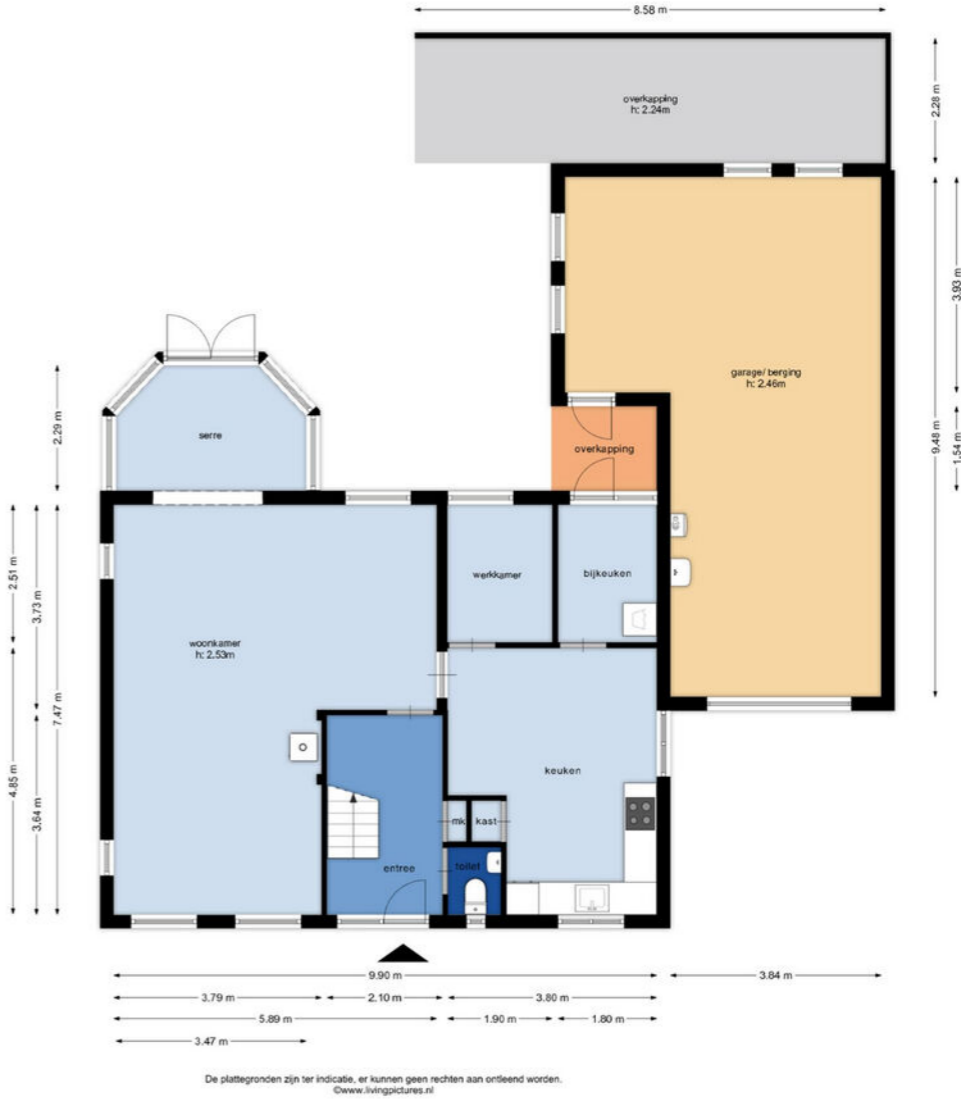 8.58 m
overkapping
h: 2.24m
2.28 m
3.93 m
garage/ berging
h: 2.46m
9.48 m
1.54 m
2.29 m
serre
overkapping
2.51 m
3.73 m
werkkamer
bijkeuken
woonkamer
h: 2.53m
7.47 m
4.85 m
3.64 m
keuken
mk
kast
entree
toilet
9.90 m
3.84 m
3.79 m
2.10 m
3.80 m
5.89 m
1.90 m
1.80 m
3.47 m
De plattegronden zijn ter indicatie, er kunnen geen rechten aan ontleend worden.
©www.livingpictures.nl